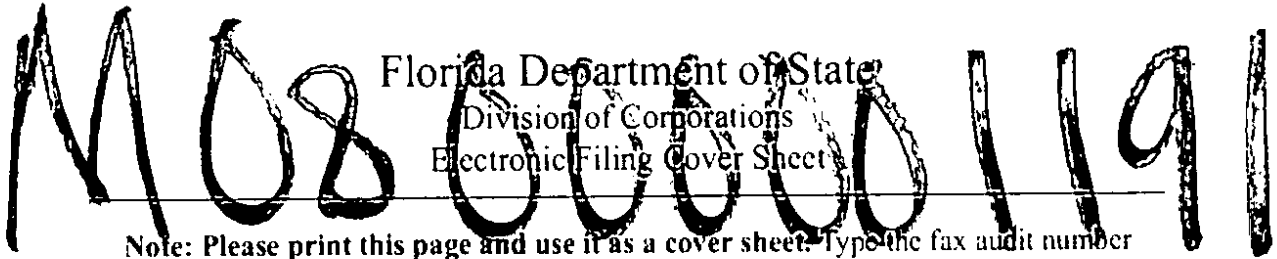 M08000001191
Florida Department of State
Division of Corporations
Electronic Filing Cover Sheet
Note: Please print this page and use it as a cover sheet. Type the fax audit number